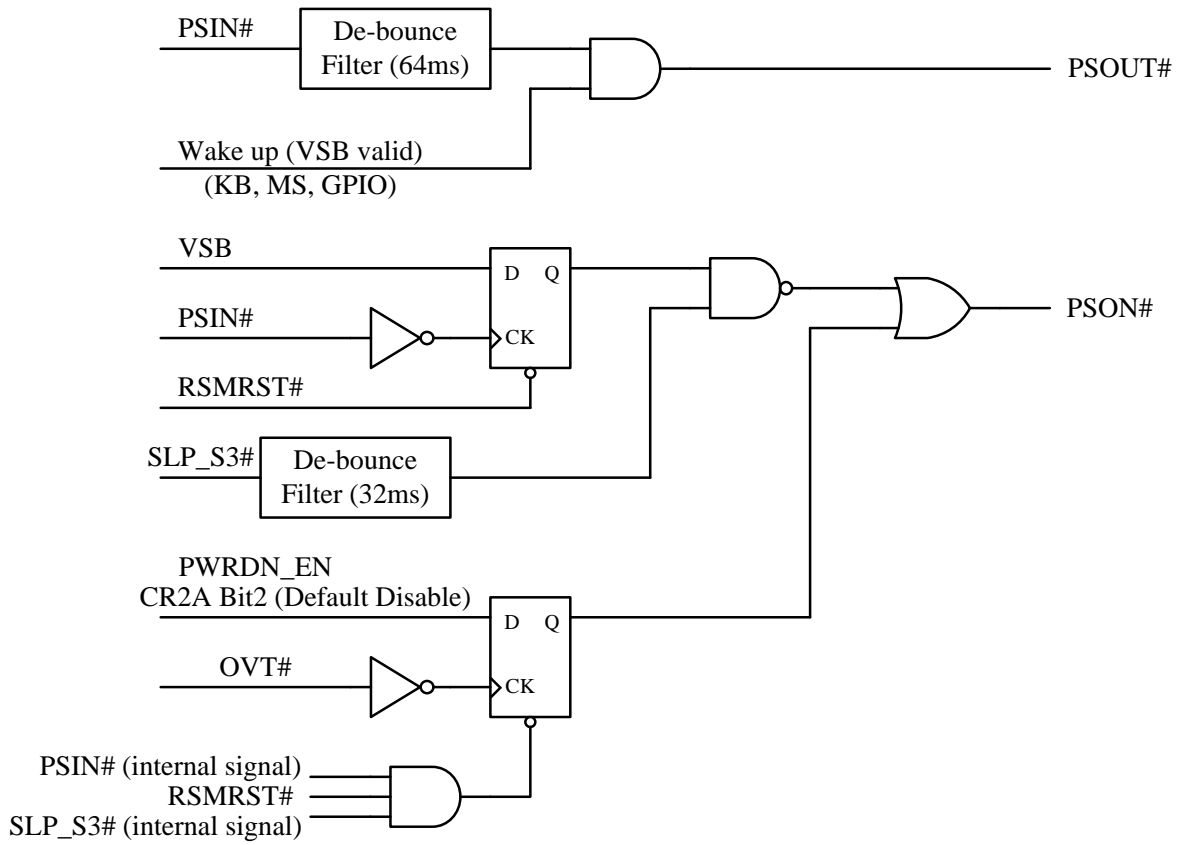 PSIN#
De-bounce
Filter (64ms)
PSOUT#
Wake up (VSB valid)
(KB, MS, GPIO)
VSB
D Q
PSIN#
CK
PSON#
RSMRST#
SLP_S3#
De-bounce
Filter (32ms)
PWRDN_EN
CR2A Bit2 (Default Disable)
D Q
OVT#
CK
PSIN# (internal signal)
RSMRST#
SLP_S3# (internal signal)